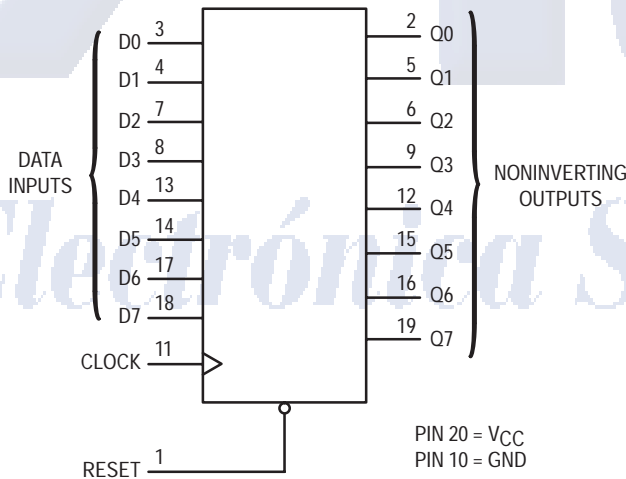 D0 3
D1 4
D2 7
D3 8
D4 13
D5 14
D6 17
D7 18
DATA
INPUTS
CLOCK 11
RESET 1
2 Q0
5 Q1
6 Q2
9 Q3
12 Q4
15 Q5
16 Q6
19 Q7
NONINVERTING
OUTPUTS
PIN 20 = VCC
PIN 10 = GND
Electrónica S